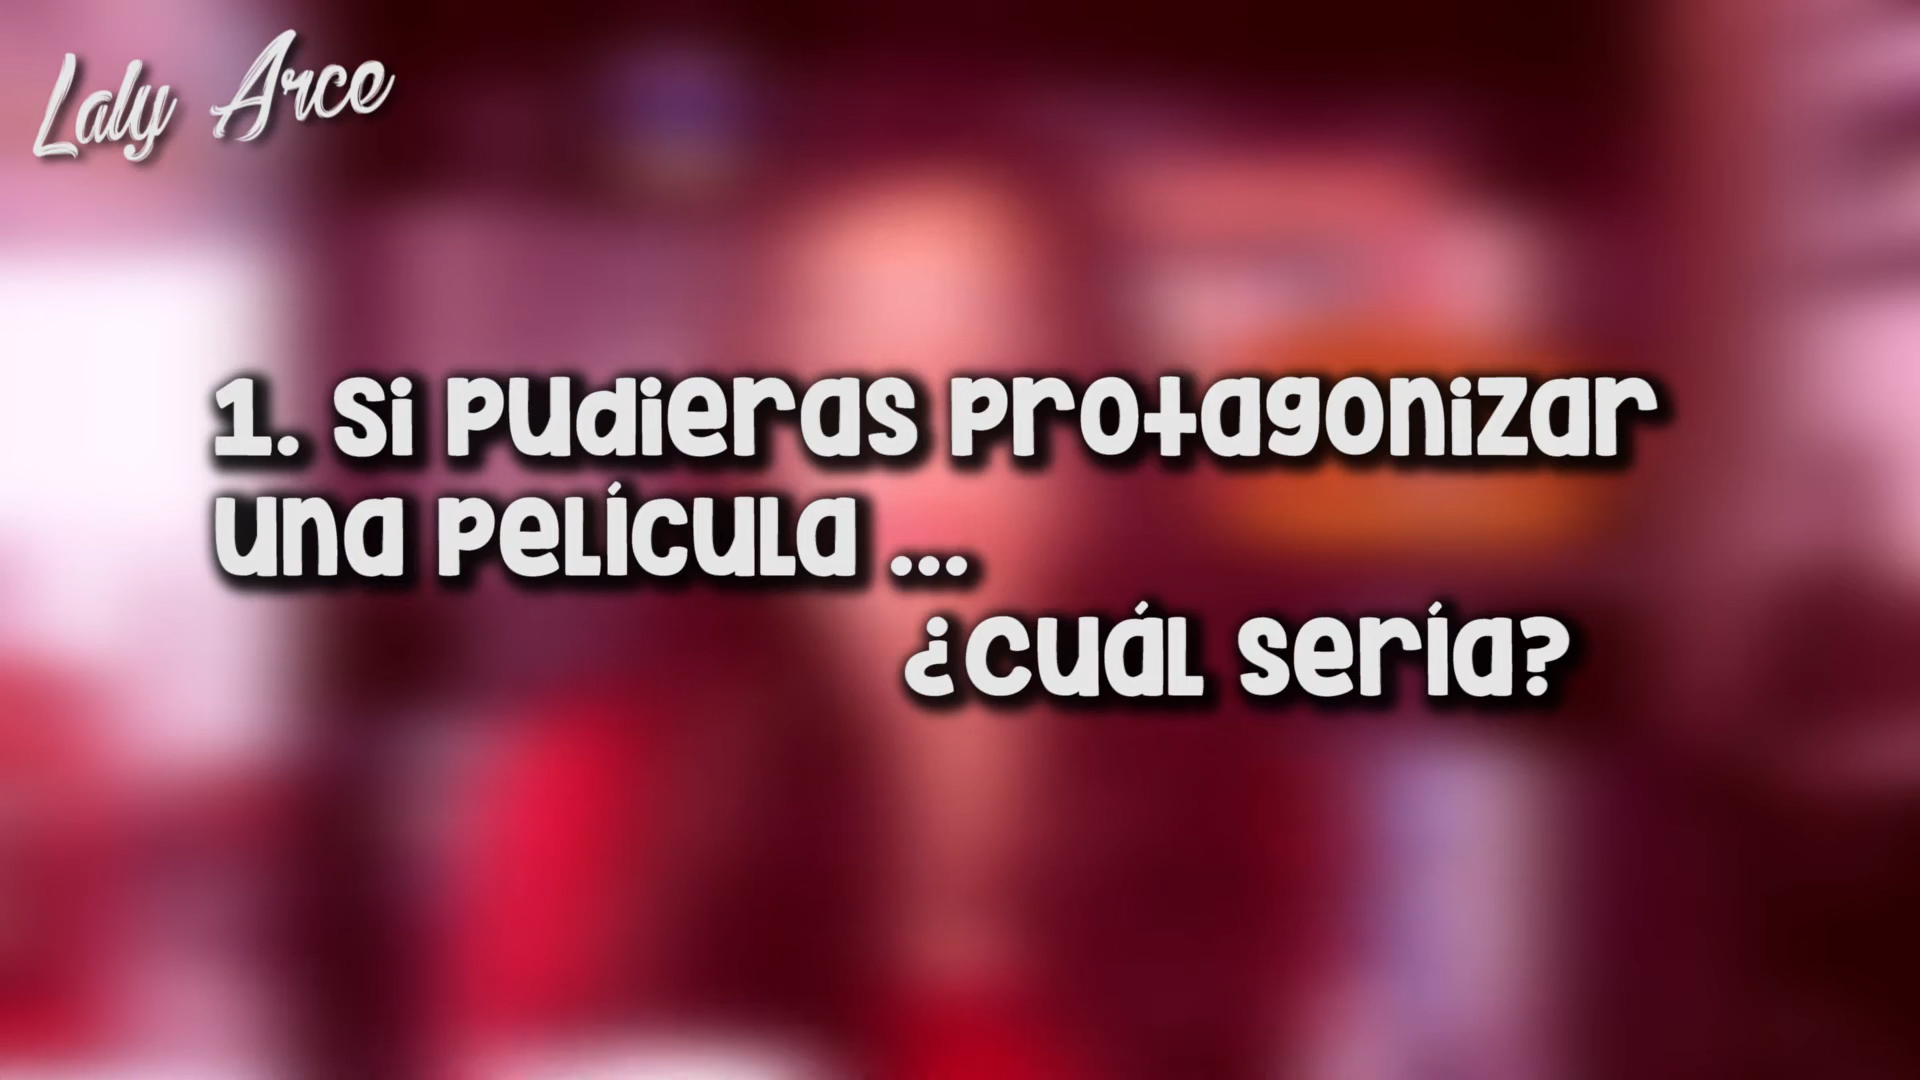 Laly Arce
1. Si pudieras protagonizar
una película ...
¿cuál sería?